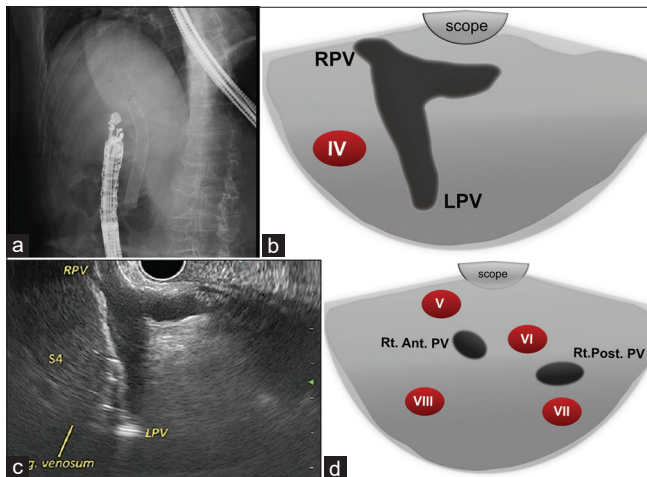 a
scope
RPV
IV
LPV
b
RPV
S4
LPV
g. venosum
c
scope
V
Rt. Ant. PV
VI
Rt.Post. PV
VIII
VII
d